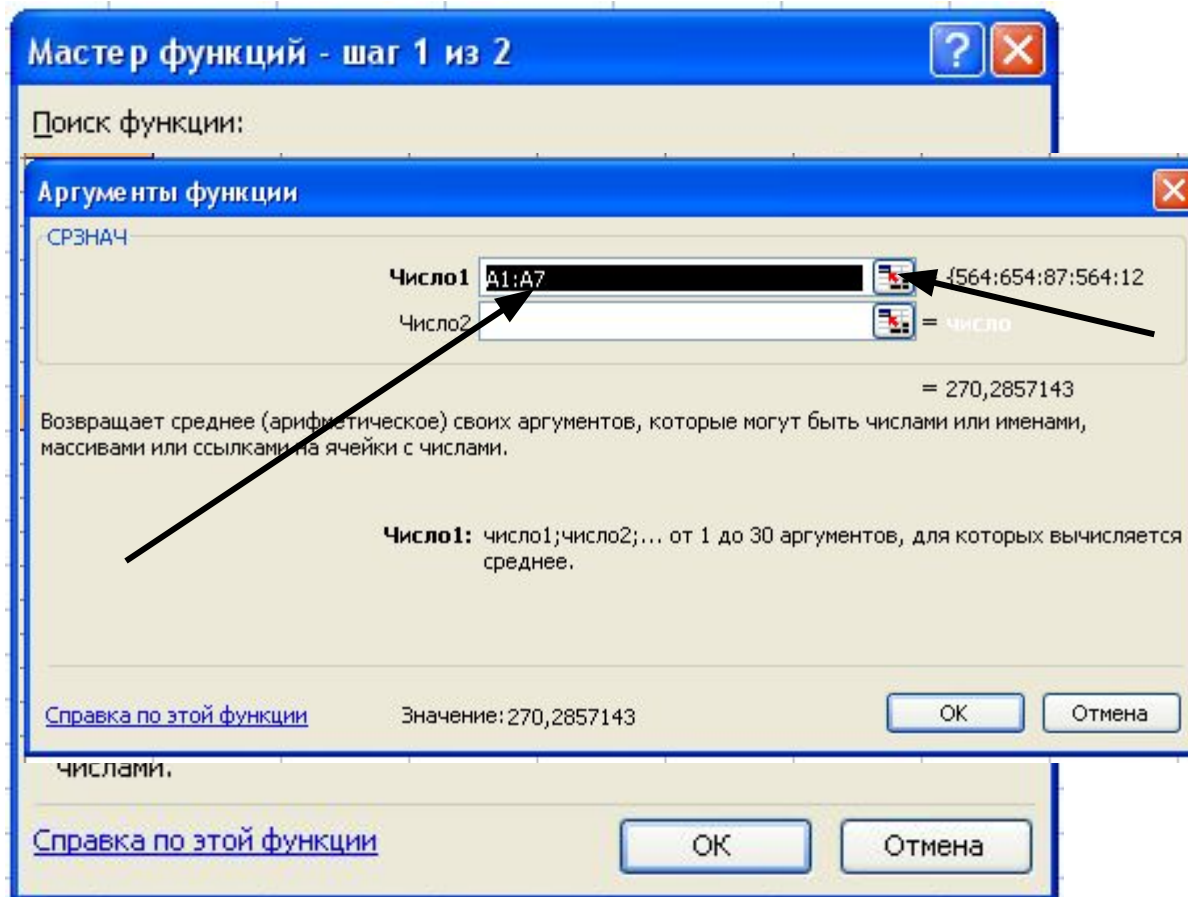 Мастер функций - шаг 1 из 2
Поиск функции:
Аргументы функции
СРЗНАЧ
Число1 A1:A7 {564:654:87:564:12
Число2 = число
= 270,2857143
Возвращает среднее (арифметическое) своих аргументов, которые могут быть числами или именами,
массивами или ссылками на ячейки с числами.
Число1: число1;число2;... от 1 до 30 аргументов, для которых вычисляется
среднее.
Справка по этой функции Значение:270,2857143 ОК Отмена
числами.
Справка по этой функции ОК Отмена